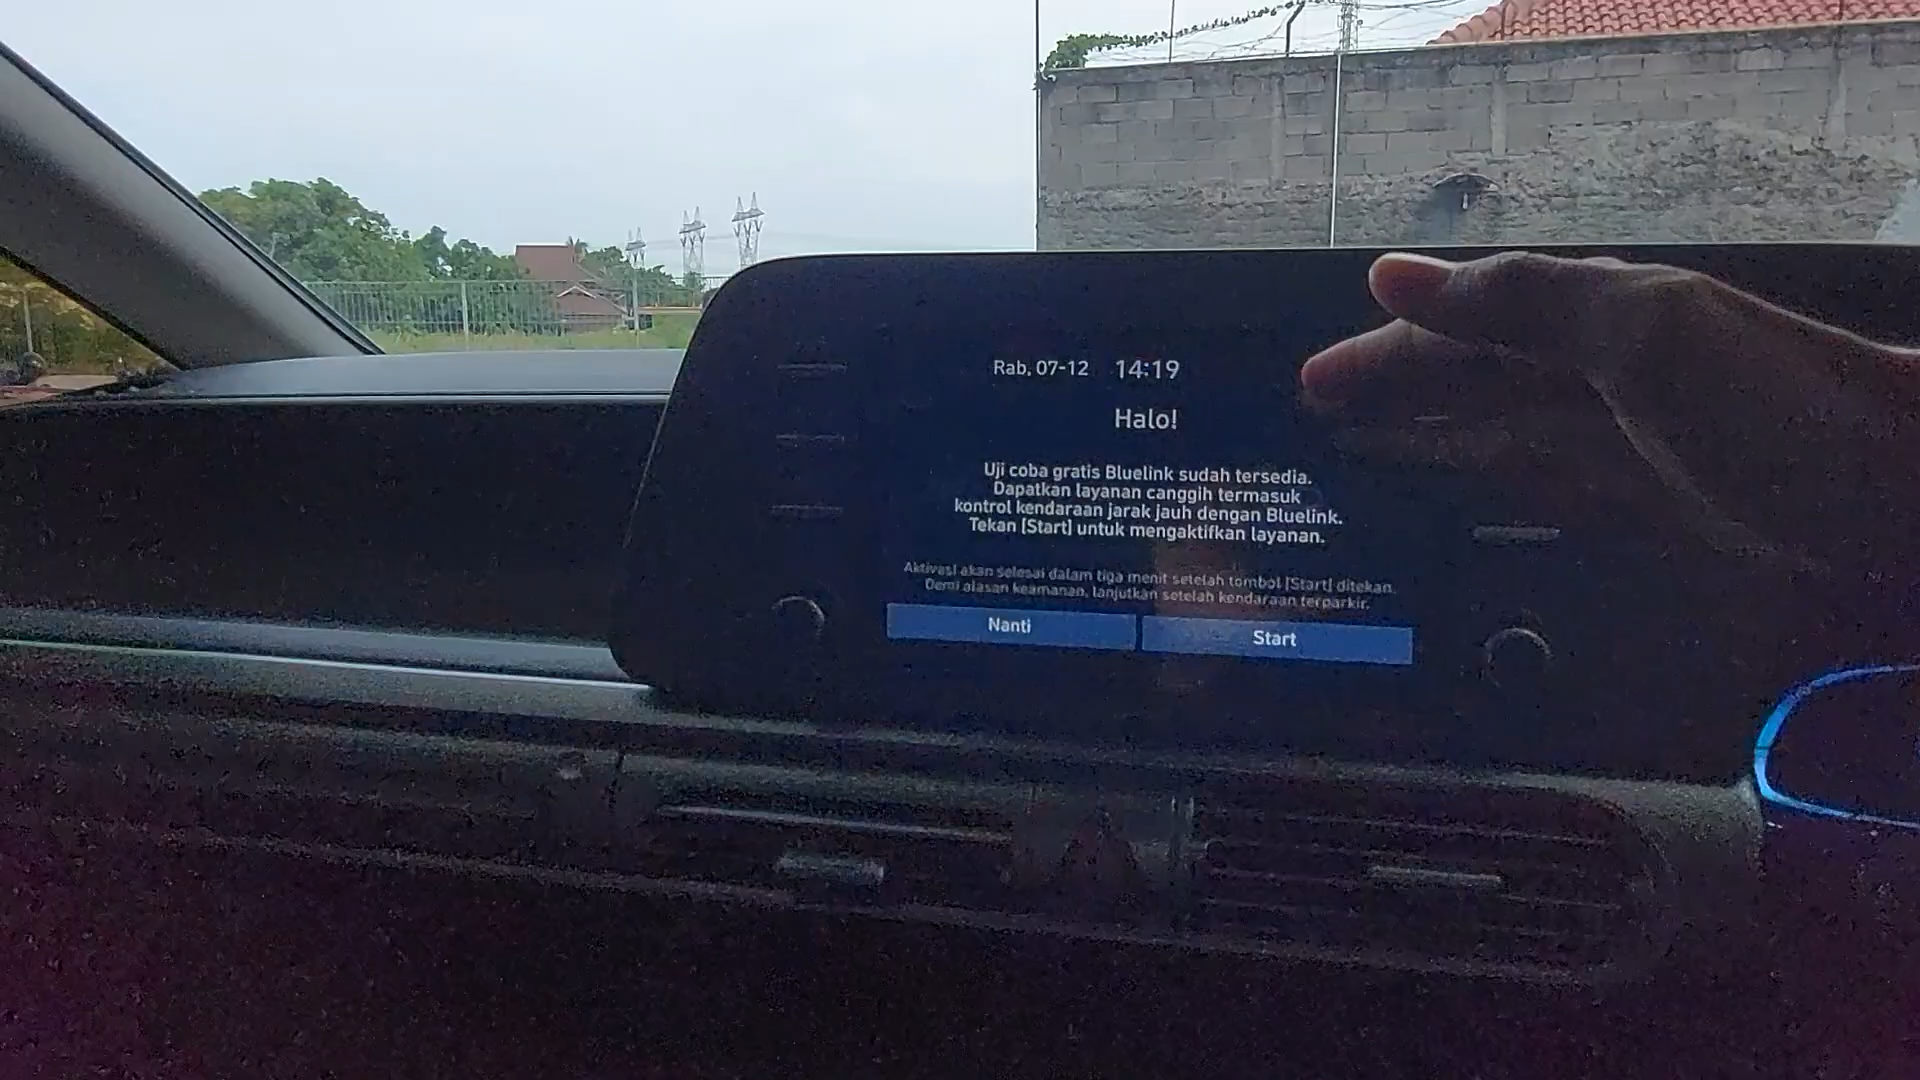 Rab, 07-12 14:19
Halo!
Uji coba gratis Bluelink sudah tersedia.
Dapatkan layanan canggih termasuk
kontrol kendaraan jarak jauh dengan Bluelink.
Tekan [Start] untuk mengaktifkan layanan.
Aktivasi akan selesai dalam tiga menit setelah tombol [Start] ditekan.
Demi alasan keamanan, lanjutkan setelah kendaraan terparkir.
Nanti Start